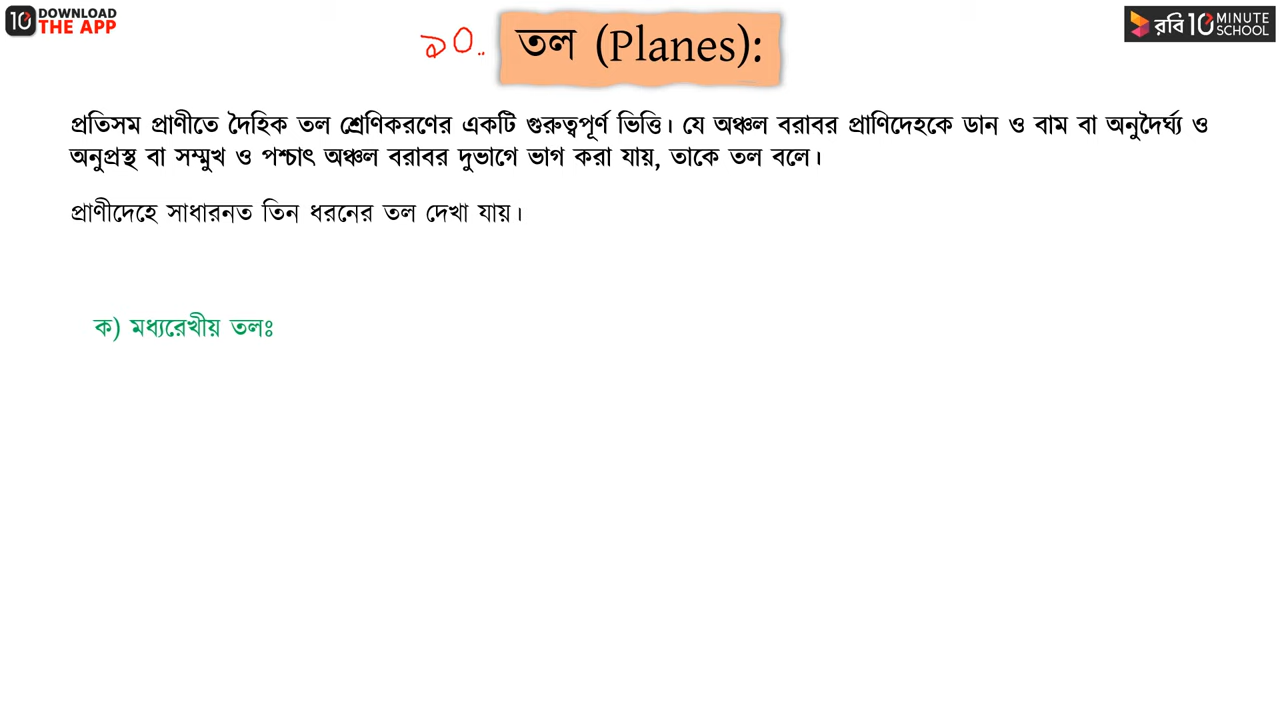 10 DOWNLOAD THE APP
রবি 10 MINUTE SCHOOL
১০.. তল (Planes):
প্রতিসম প্রাণীতে দৈহিক তল শ্রেণিকরণের একটি গুরুত্বপূর্ণ ভিত্তি। যে অঞ্চল বরাবর প্রাণিদেহকে ডান ও বাম বা অনুদৈর্ঘ্য ও
অনুপ্রস্থ বা সম্মুখ ও পশ্চাৎ অঞ্চল বরাবর দুভাগে ভাগ করা যায়, তাকে তল বলে।
প্রাণীদেহে সাধারনত তিন ধরনের তল দেখা যায়।
ক) মধ্যরেখীয় তলঃ